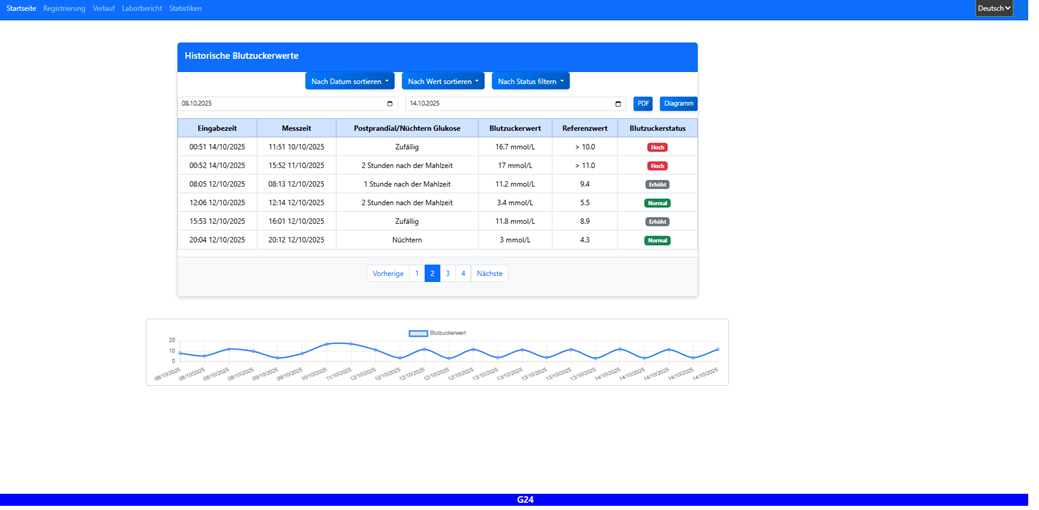 Startseite Registrierung Verlauf Laborbericht Statistiken Deutsch
Historische Blutzuckerwerte
Nach Datum sortieren Nach Wert sortieren Nach Status filtern
08.10.2025 14.10.2025 PDF Diagramm
Eingabezeit Messzeit Postprandial/Nüchtern Glukose Blutzuckerwert Referenzwert Blutzuckerstatus
00:51 14/10/2025 11:51 10/10/2025 Zufällig 16.7 mmol/L > 10.0 Hoch
00:52 14/10/2025 15:52 11/10/2025 2 Stunden nach der Mahlzeit 17 mmol/L > 11.0 Hoch
08:05 12/10/2025 08:13 12/10/2025 1 Stunde nach der Mahlzeit 11.2 mmol/L 9.4 Erhöht
12:06 12/10/2025 12:14 12/10/2025 2 Stunden nach der Mahlzeit 3.4 mmol/L 5.5 Normal
15:53 12/10/2025 16:01 12/10/2025 Zufällig 11.8 mmol/L 8.9 Erhöht
20:04 12/10/2025 20:12 12/10/2025 Nüchtern 3 mmol/L 4.3 Normal
Vorherige 1 2 3 4 Nächste
Blutzuckerwert
20
10
0
08/10/2025 08/10/2025 08/10/2025 08/10/2025 09/10/2025 09/10/2025 10/10/2025 11/10/2025 12/10/2025 12/10/2025 12/10/2025 12/10/2025 12/10/2025 13/10/2025 13/10/2025 13/10/2025 13/10/2025 13/10/2025 14/10/2025 14/10/2025 14/10/2025 14/10/2025 14/10/2025
G24